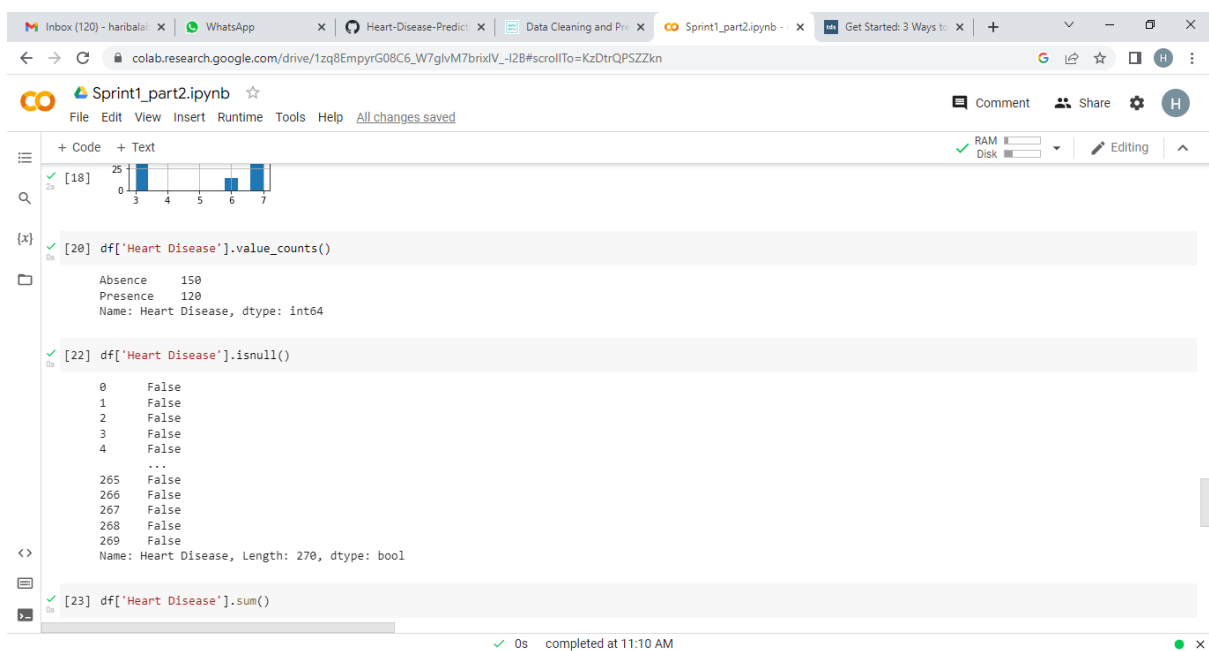 Inbox (120) - haribala
WhatsApp
Heart-Disease-Predict
Data Cleaning and Pre
Sprint1_part2.ipynb -
Get Started: 3 Ways to
colab.research.google.com/drive/1zq8EmpyrG08C6_W7glvM7brixlV_-I2B#scrollTo=KzDtrQPSZZkn
Sprint1_part2.ipynb
File Edit View Insert Runtime Tools Help All changes saved
Comment Share H
+ Code + Text
RAM
Disk
Editing
[18]
2s
25
0
3 4 5 6 7
[20] df['Heart Disease'].value_counts()
0s
Absence 150
Presence 120
Name: Heart Disease, dtype: int64
[22] df['Heart Disease'].isnull()
0s
0 False
1 False
2 False
3 False
4 False
...
265 False
266 False
267 False
268 False
269 False
Name: Heart Disease, Length: 270, dtype: bool
[23] df['Heart Disease'].sum()
0s
0s completed at 11:10 AM